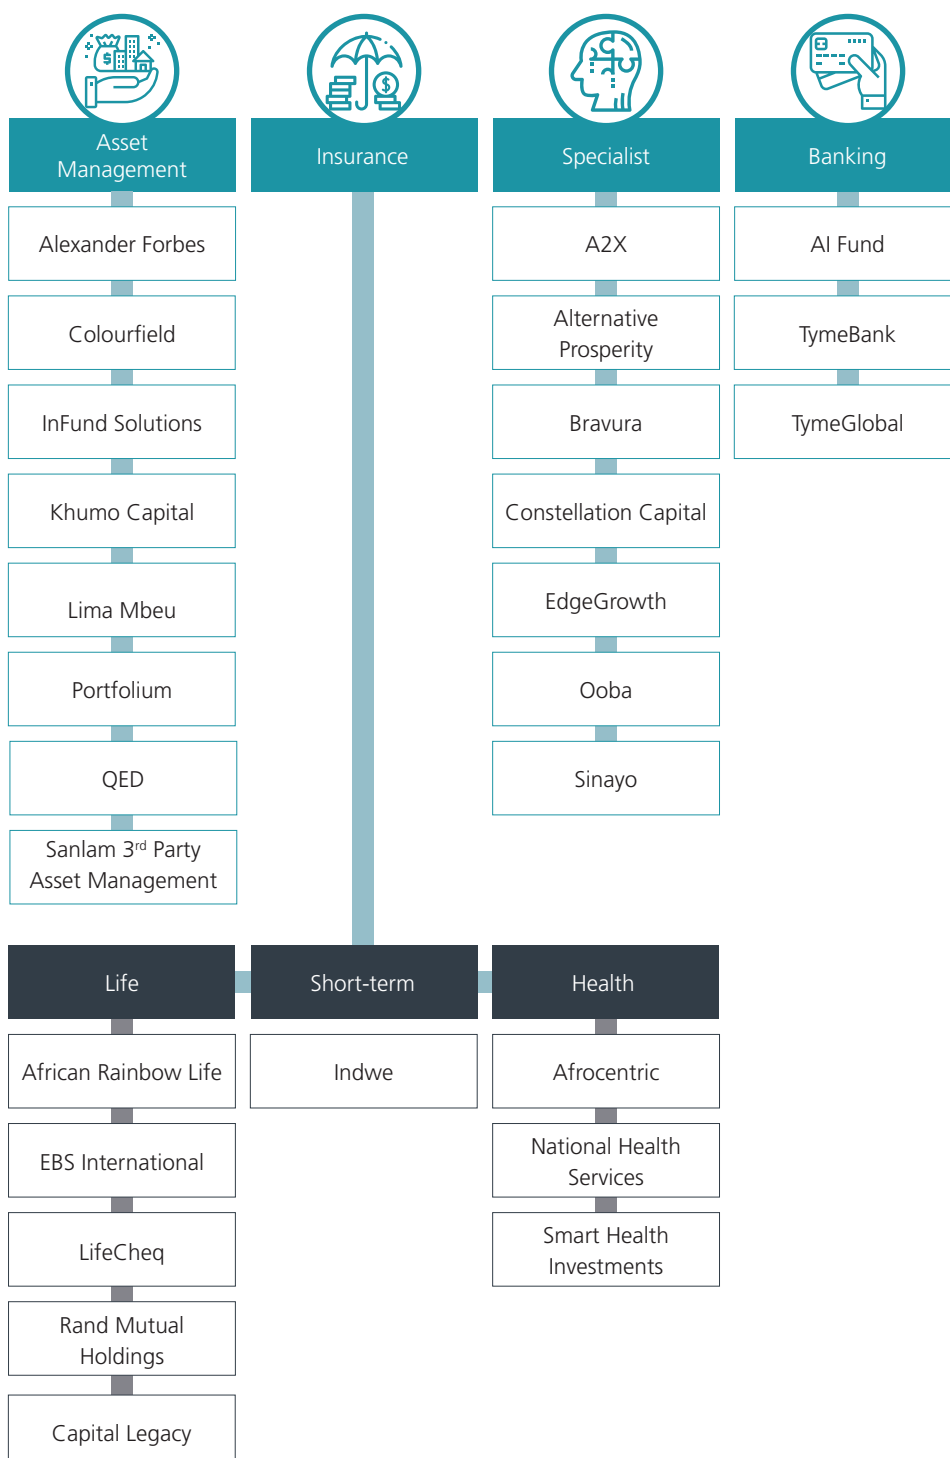 Asset
Management
Insurance
Specialist
Banking
Alexander Forbes
Colourfield
InFund Solutions
Khumo Capital
Lima Mbeu
Portfolium
QED
Sanlam 3rd Party
Asset Management
A2X
Alternative
Prosperity
Bravura
Constellation Capital
EdgeGrowth
Ooba
Sinayo
AI Fund
TymeBank
TymeGlobal
Life
Short-term
Health
African Rainbow Life
EBS International
LifeCheq
Rand Mutual
Holdings
Capital Legacy
Indwe
Afrocentric
National Health
Services
Smart Health
Investments